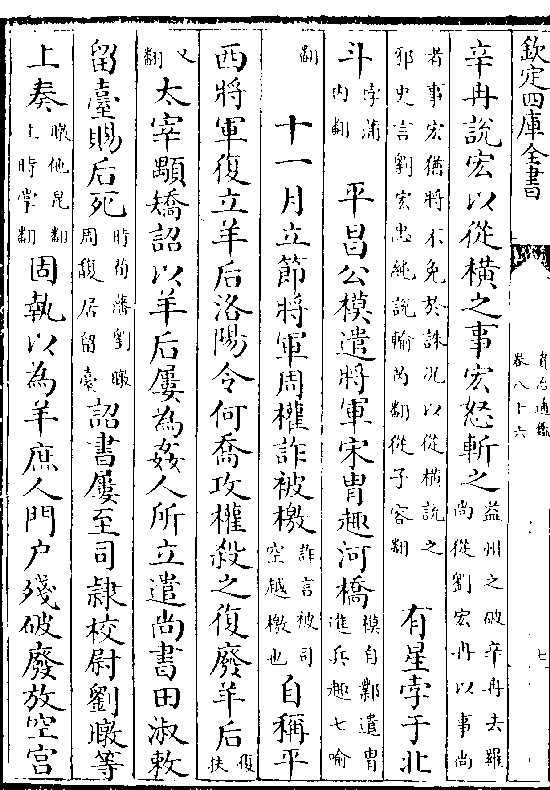 欽定四庫全書
資治通鑑
卷八十六
七
辛冉說宏以從橫之事宏怒斬之益州之破辛冉去羅尚從劉宏冉以事尚
者事宏猶將不免於誅况以從橫説之邪史言劉宏忠純説輸芮翻從子容翻 有星孛于北
斗孛蒲内翻 平昌公模遣將軍宋胄趣河橋模自鄴遣胄進兵趣七喻
翻 十一月立節將軍周權詐被檄詐言被司空越檄也自稱平
西將軍復立羊后洛陽令何喬攻權殺之復廢羊后復扶
又翻太宰顒矯詔以羊后屢為姦人所立遣尚書田淑敕
留臺賜后死時荀藩劉暾周馥居留臺詔書屢至司隸校尉劉暾等
上奏暾他昆翻上時掌翻固執以為羊庶人門户殘破廢放空宫